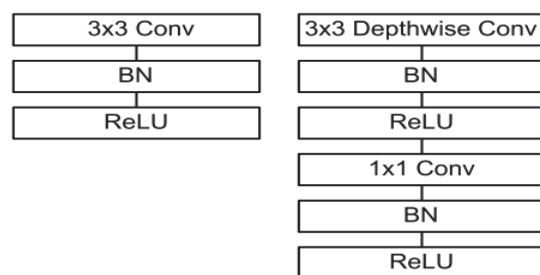 3x3 Conv
BN
ReLU
3x3 Depthwise Conv
BN
ReLU
1x1 Conv
BN
ReLU